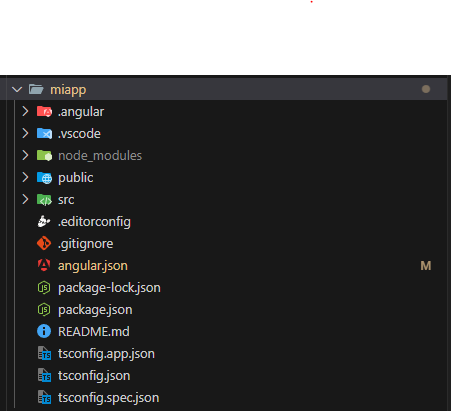 miapp
.angular
.vscode
node_modules
public
src
.editorconfig
.gitignore
angular.json M
package-lock.json
package.json
README.md
tsconfig.app.json
tsconfig.json
tsconfig.spec.json